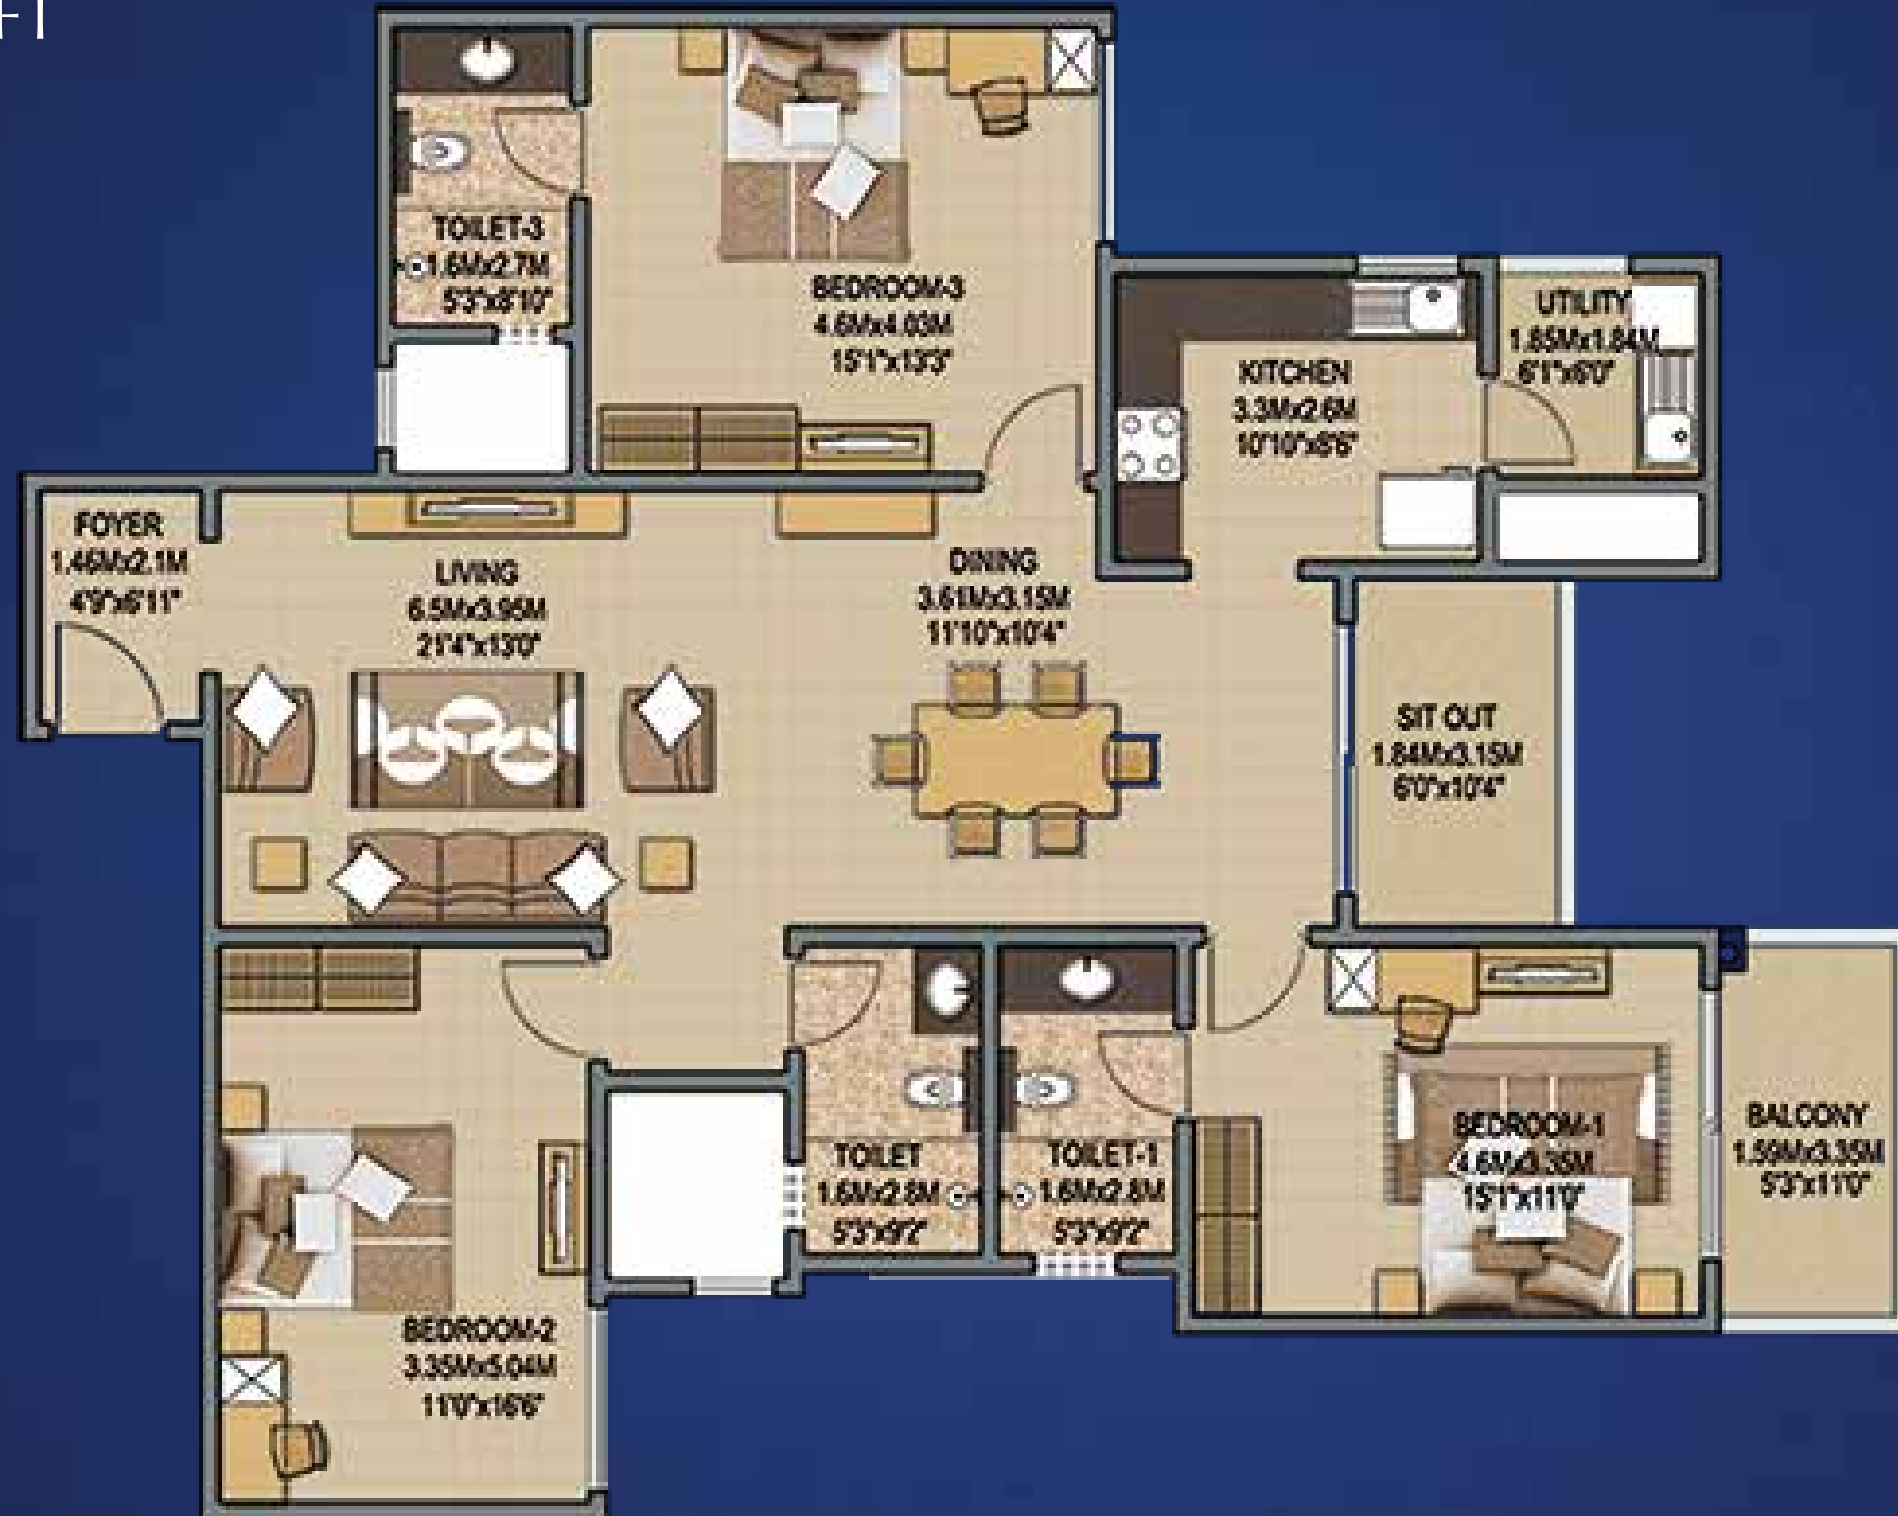 TOILET-3
1.6Mx2.7M
5'3"x8'10"
BEDROOM-3
4.6Mx4.03M
15'1"x13'3"
UTILITY
1.85Mx1.84M
6'1"x6'0"
KITCHEN
3.3Mx2.6M
10'10"x8'6"
FOYER
1.46Mx2.1M
4'9"x6'11"
LIVING
6.5Mx3.95M
21'4"x13'0"
DINING
3.61Mx3.15M
11'10"x10'4"
SIT OUT
1.84Mx3.15M
6'0"x10'4"
BEDROOM-2
3.35Mx5.04M
11'0"x16'6"
TOILET
1.6Mx2.8M
5'3"x9'2"
TOILET-1
1.6Mx2.8M
5'3"x9'2"
BEDROOM-1
4.6Mx3.35M
15'1"x11'0"
BALCONY
1.59Mx3.35M
5'3"x11'0"